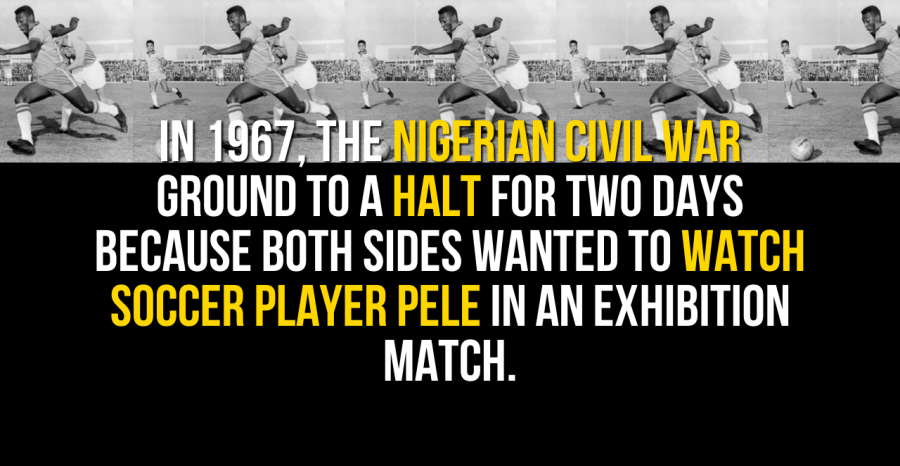 IN 1967, THE NIGERIAN CIVIL WAR
GROUND TO A HALT FOR TWO DAYS
BECAUSE BOTH SIDES WANTED TO WATCH
SOCCER PLAYER PELE IN AN EXHIBITION
MATCH.